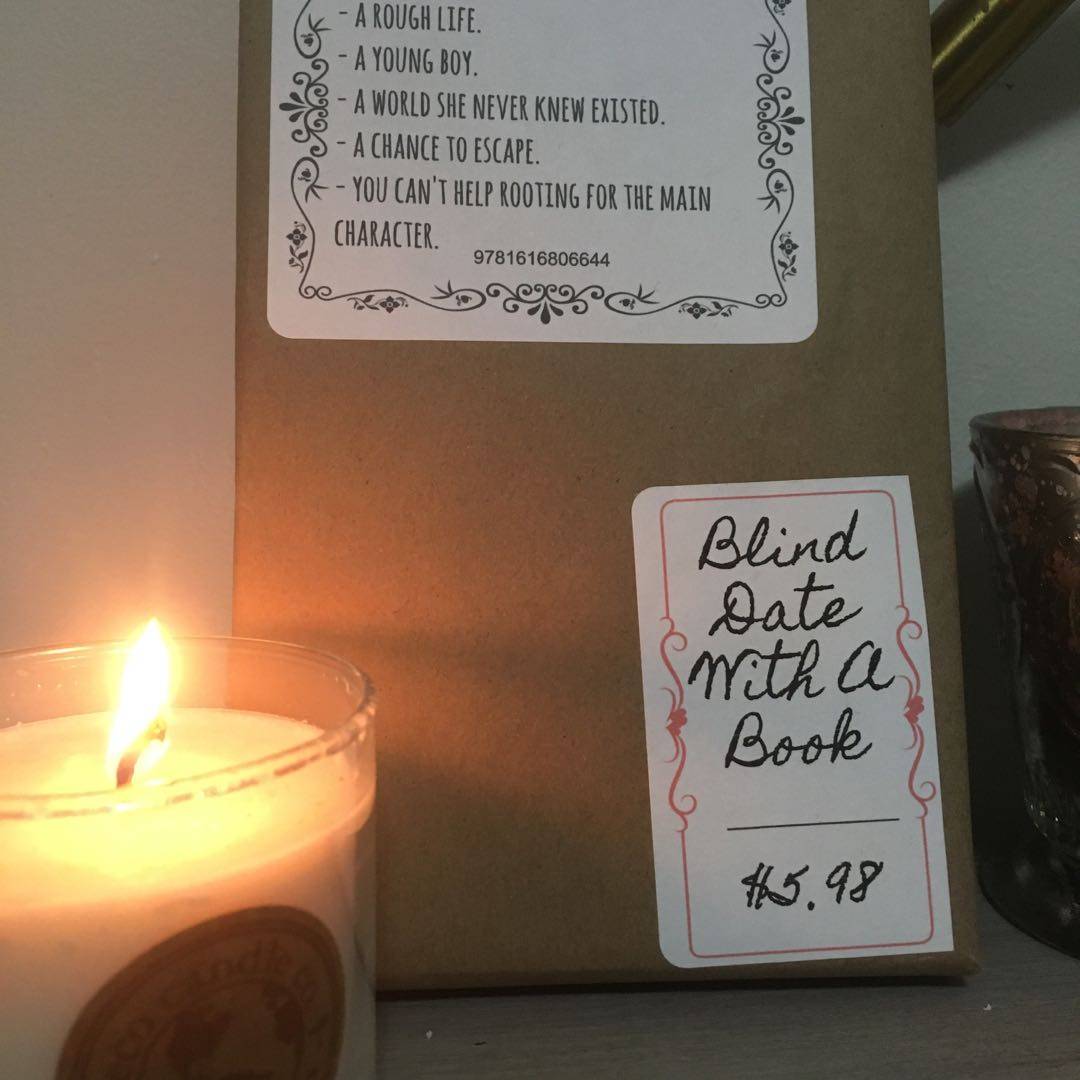 - A ROUGH LIFE.
- A YOUNG BOY.
- A WORLD SHE NEVER KNEW EXISTED.
- A CHANCE TO ESCAPE.
- YOU CAN'T HELP ROOTING FOR THE MAIN
CHARACTER.
9781616806644
Blind
Date
With A
Book
$5.98